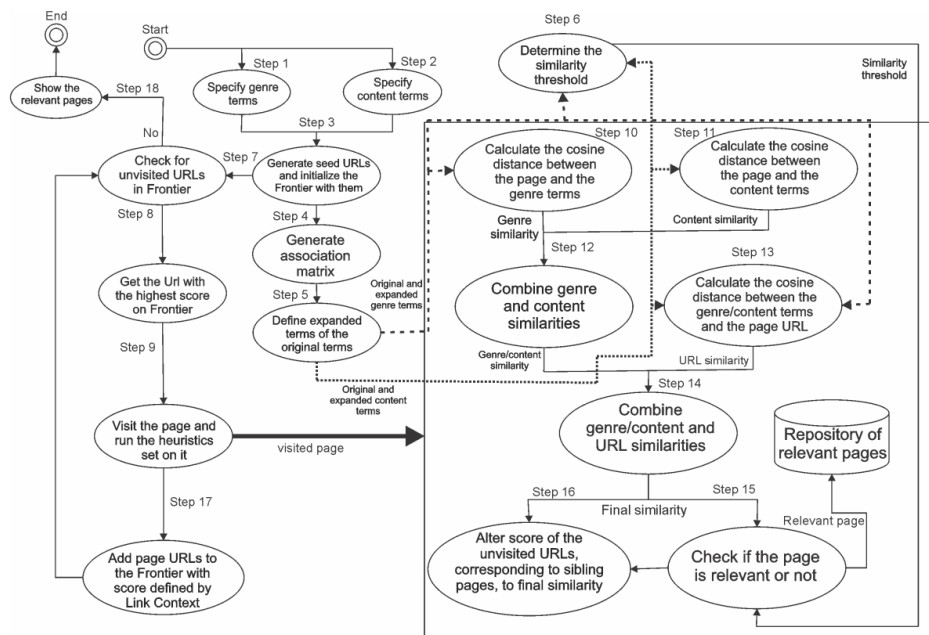 End
Start
Step 6
Determine the
similarity
threshold
Similarity
threshold
Step 1
Step 2
Show the
relevant pages
Step 18
Specify genre
terms
Specify
content terms
No
Step 3
Step 10
Step 11
Check for
unvisited URLs
in Frontier
Step 7
Generate seed URLs
and initialize the
Frontier with them
Calculate the cosine
distance between
the page and the
genre terms
Calculate the cosine
distance between
the page and the
content terms
Step 8
Step 4
Genre
similarity
Content similarity
Generate
association
matrix
Step 12
Step 13
Get the Url with
the highest score
on Frontier
Step 5
Original and
expanded
genre terms
Combine genre
and content
similarities
Calculate the cosine
distance between the
genre/content terms
and the page URL
Define expanded
terms of the
original terms
Step 9
Genre/content
similarity
URL similarity
Original and
expanded content
terms
Step 14
Visit the page and
run the heuristics
set on it
visited page
Combine
genre/content and
URL similarities
Repository of
relevant pages
Step 17
Step 16
Step 15
Final similarity
Relevant page
Add page URLs to
the Frontier with
score defined by
Link Context
Alter score of the
unvisited URLs,
corresponding to sibling
pages, to final similarity
Check if the page
is relevant or not